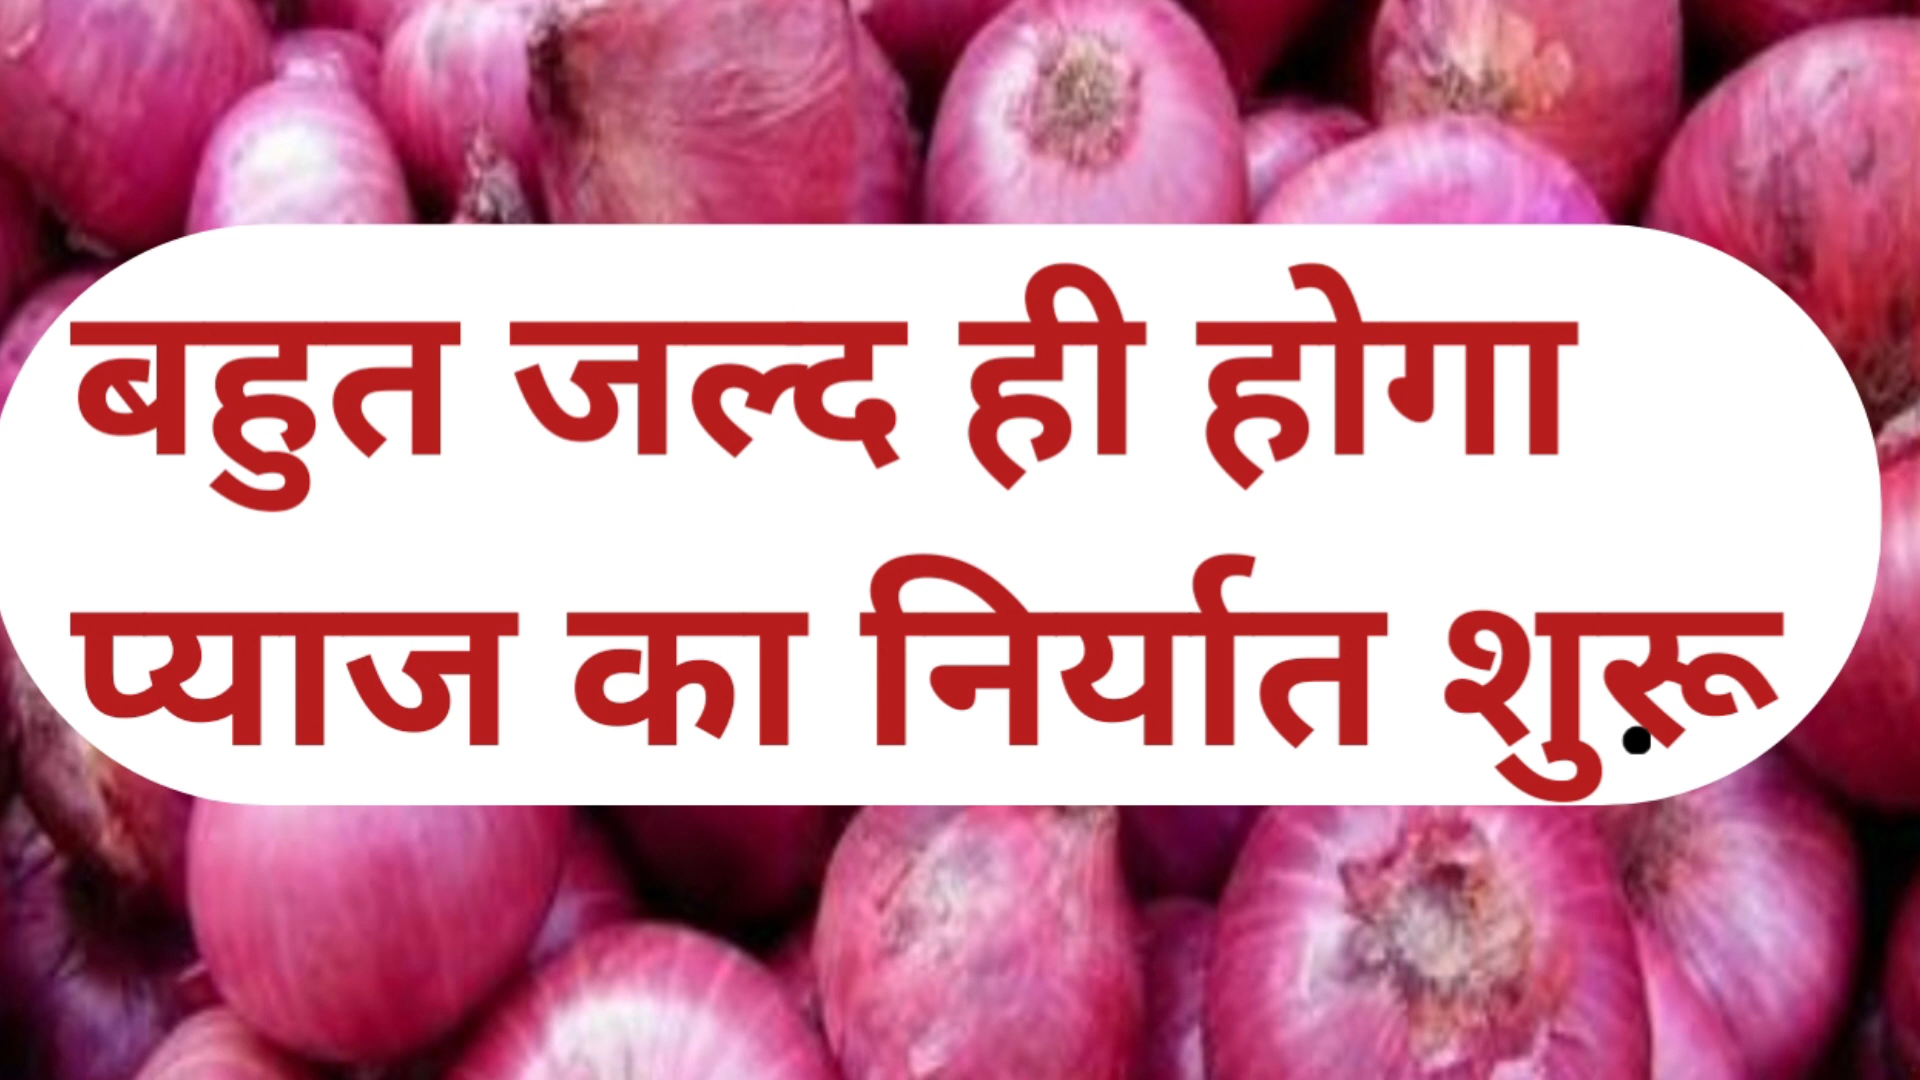 बहुत जल्द ही होगा
प्याज का निर्यात शुरू